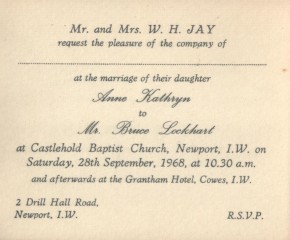 Mr. and Mrs. W. H. JAY
request the pleasure of the company of
at the marriage of their daughter
Anne Kathryn
to
Mr. Bruce Lockhart
at Castlehold Baptist Church, Newport, I.W. on
Saturday, 28th September, 1968, at 10.30 a.m.
and afterwards at the Grantham Hotel, Cowes, I.W.
2 Drill Hall Road,
Newport, I.W.
R.S.V.P.